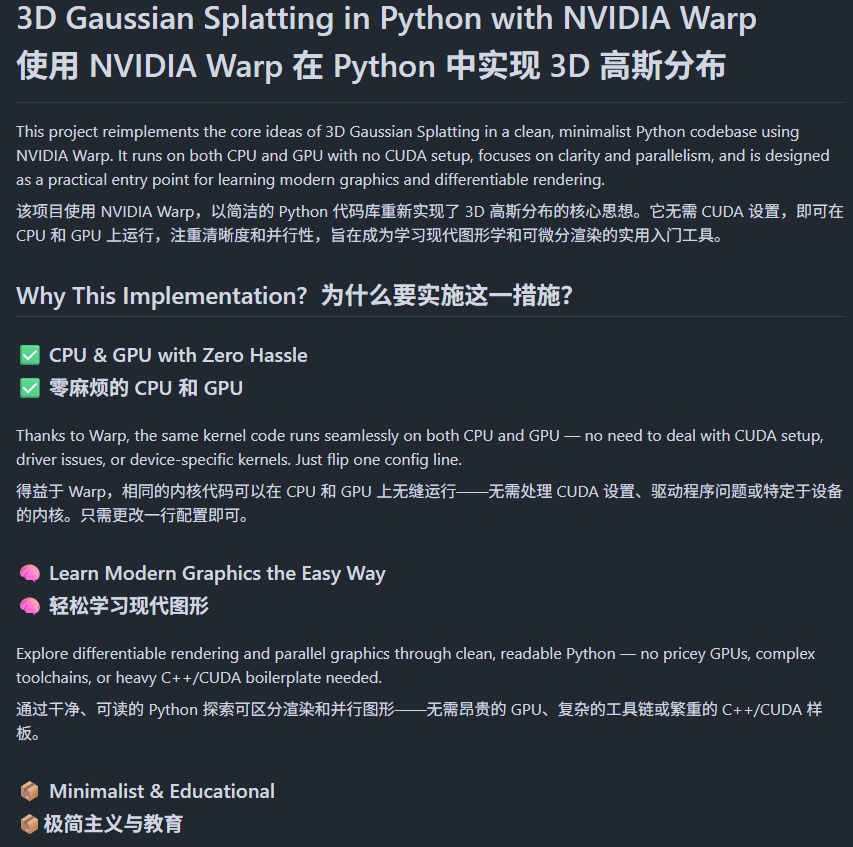 3D Gaussian Splatting in Python with NVIDIA Warp
使用 NVIDIA Warp 在 Python 中实现 3D 高斯分布
This project reimplements the core ideas of 3D Gaussian Splatting in a clean, minimalist Python codebase using
NVIDIA Warp. It runs on both CPU and GPU with no CUDA setup, focuses on clarity and parallelism, and is designed
as a practical entry point for learning modern graphics and differentiable rendering.
该项目使用 NVIDIA Warp，以简洁的 Python 代码库重新实现了 3D 高斯分布的核心思想。它无需 CUDA 设置，即可在
CPU 和 GPU 上运行，注重清晰度和并行性，旨在成为学习现代图形学和可微分渲染的实用入门工具。
Why This Implementation? 为什么要实施这一措施？
✅ CPU & GPU with Zero Hassle
✅ 零麻烦的 CPU 和 GPU
Thanks to Warp, the same kernel code runs seamlessly on both CPU and GPU — no need to deal with CUDA setup,
driver issues, or device-specific kernels. Just flip one config line.
得益于 Warp，相同的内核代码可以在 CPU 和 GPU 上无缝运行——无需处理 CUDA 设置、驱动程序问题或特定于设备
的内核。只需更改一行配置即可。
🧠 Learn Modern Graphics the Easy Way
🧠 轻松学习现代图形
Explore differentiable rendering and parallel graphics through clean, readable Python — no pricey GPUs, complex
toolchains, or heavy C++/CUDA boilerplate needed.
通过干净、可读的 Python 探索可区分渲染和并行图形——无需昂贵的 GPU、复杂的工具链或繁重的 C++/CUDA 样
板。
📦 Minimalist & Educational
📦 极简主义与教育